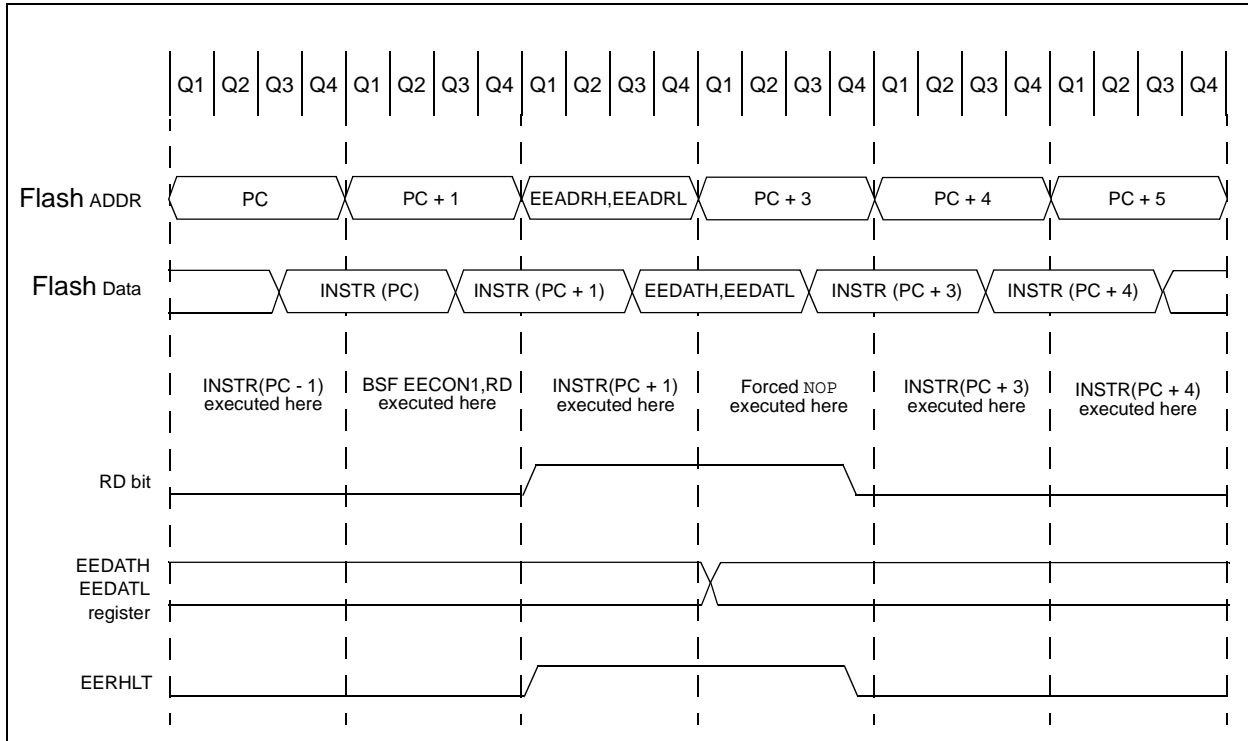 Q1 Q2 Q3 Q4 Q1 Q2 Q3 Q4 Q1 Q2 Q3 Q4 Q1 Q2 Q3 Q4 Q1 Q2 Q3 Q4 Q1 Q2 Q3 Q4
Flash ADDR PC PC + 1 EEADRH,EEADRL PC + 3 PC + 4 PC + 5
Flash Data INSTR (PC) INSTR (PC + 1) EEDATH,EEDATL INSTR (PC + 3) INSTR (PC + 4)
INSTR(PC - 1) BSF EECON1,RD INSTR(PC + 1) Forced NOP INSTR(PC + 3) INSTR(PC + 4)
executed here executed here executed here executed here executed here executed here
RD bit
EEDATH
EEDATL
register
EERHLT